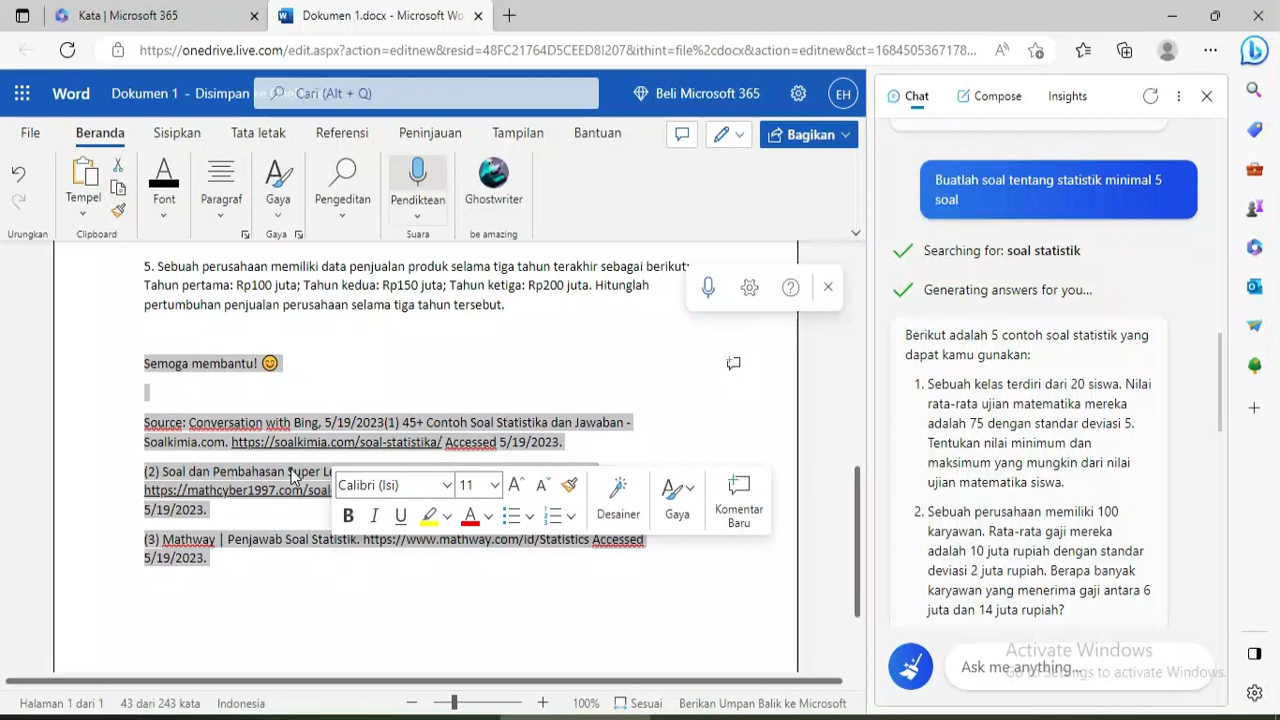 Kata | Microsoft 365
Dokumen 1.docx - Microsoft Wo
https://onedrive.live.com/edit.aspx?action=editnew&resid=48FC21764D5CEED8!207&ithint=file%2cdocx&action=editnew&ct=1684505367178...
Word
Dokumen 1 - Disimpan
Cari (Alt + Q)
Beli Microsoft 365
EH
File
Beranda
Sisipkan
Tata letak
Referensi
Peninjauan
Tampilan
Bantuan
Bagikan
Tempel
Font
Paragraf
Gaya
Pengeditan
Pendiktean
Ghostwriter
Urungkan
Clipboard
Gaya
Suara
be amazing
5. Sebuah perusahaan memiliki data penjualan produk selama tiga tahun terakhir sebagai berikut:
Tahun pertama: Rp100 juta; Tahun kedua: Rp150 juta; Tahun ketiga: Rp200 juta. Hitunglah
pertumbuhan penjualan perusahaan selama tiga tahun tersebut.
Semoga membantu! 😊
Source: Conversation with Bing, 5/19/2023(1) 45+ Contoh Soal Statistika dan Jawaban -
Soalkimia.com. https://soalkimia.com/soal-statistika/ Accessed 5/19/2023.
(2) Soal dan Pembahasan Super Le
https://mathcyber1997.com/soal-
5/19/2023.
(3) Mathway | Penjawab Soal Statistik. https://www.mathway.com/id/Statistics Accessed
5/19/2023.
Calibri (Isi)
11
B
I
U
Desainer
Gaya
Komentar
Baru
Halaman 1 dari 1
43 dari 243 kata
Indonesia
100%
Sesuai
Berikan Umpan Balik ke Microsoft
Chat
Compose
Insights
Buatlah soal tentang statistik minimal 5
soal
Searching for: soal statistik
Generating answers for you...
Berikut adalah 5 contoh soal statistik yang
dapat kamu gunakan:
1. Sebuah kelas terdiri dari 20 siswa. Nilai
rata-rata ujian matematika mereka
adalah 75 dengan standar deviasi 5.
Tentukan nilai minimum dan
maksimum yang mungkin dari nilai
ujian matematika siswa.
2. Sebuah perusahaan memiliki 100
karyawan. Rata-rata gaji mereka
adalah 10 juta rupiah dengan standar
deviasi 2 juta rupiah. Berapa banyak
karyawan yang menerima gaji antara 6
juta dan 14 juta rupiah?
Activate Windows
Ask me anything...
Go to Settings to activate Windows.